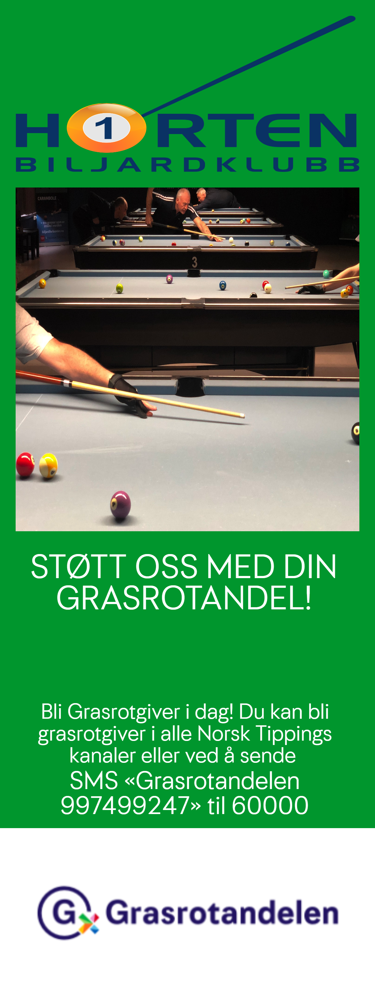 H1RTEN
BILJARDKLUBB
CARAMBOLE
– tre grener som er
store i verden
biljardforbundet.no
3
STØTT OSS MED DIN
GRASROTANDEL!
Bli Grasrotgiver i dag! Du kan bli
grasrotgiver i alle Norsk Tippings
kanaler eller ved å sende
SMS «Grasrotandelen
997499247» til 60000
G Grasrotandelen